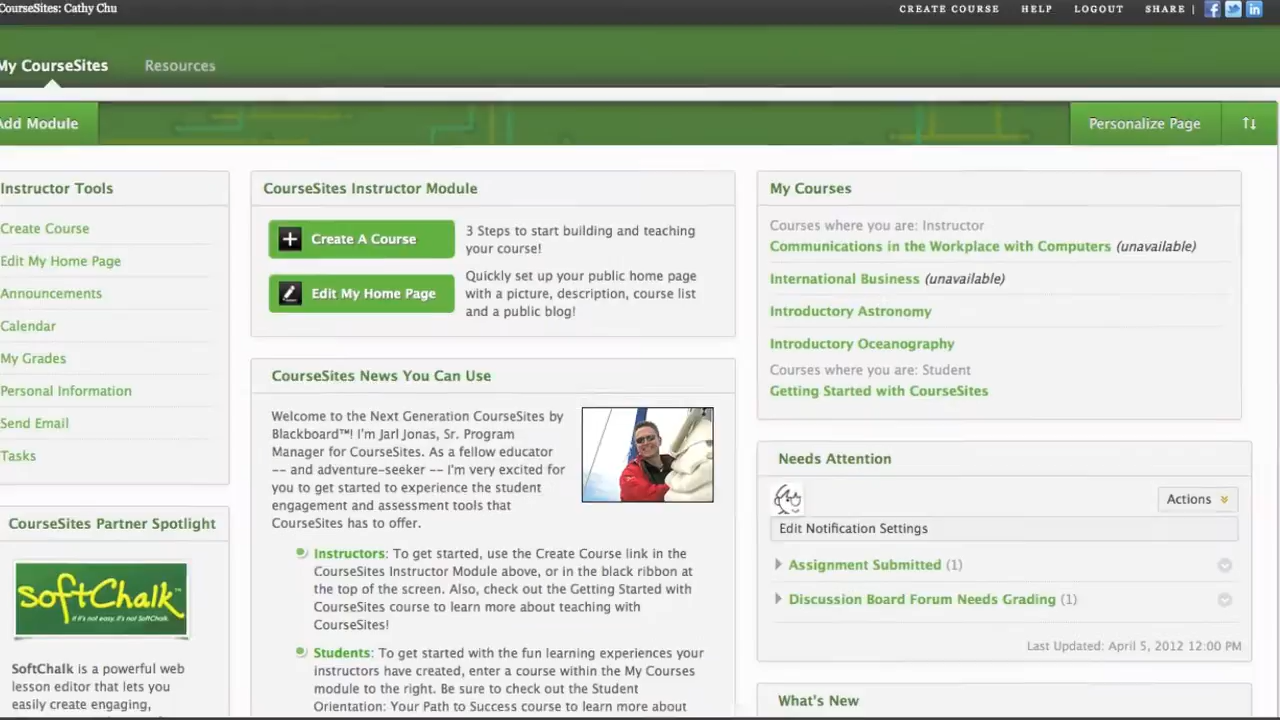 CourseSites: Cathy Chu
CREATE COURSE HELP LOGOUT SHARE |
My CourseSites Resources
Add Module
Personalize Page
Instructor Tools
Create Course
Edit My Home Page
Announcements
Calendar
My Grades
Personal Information
Send Email
Tasks
CourseSites Partner Spotlight
softChalk™
if it's not easy, it's not SoftChalk.
SoftChalk is a powerful web
lesson editor that lets you
easily create engaging,
CourseSites Instructor Module
Create A Course
3 Steps to start building and teaching
your course!
Edit My Home Page
Quickly set up your public home page
with a picture, description, course list
and a public blog!
CourseSites News You Can Use
Welcome to the Next Generation CourseSites by
Blackboard™! I'm Jarl Jonas, Sr. Program
Manager for CourseSites. As a fellow educator
-- and adventure-seeker -- I'm very excited for
you to get started to experience the student
engagement and assessment tools that
CourseSites has to offer.
Instructors: To get started, use the Create Course link in the
CourseSites Instructor Module above, or in the black ribbon at
the top of the screen. Also, check out the Getting Started with
CourseSites course to learn more about teaching with
CourseSites!
Students: To get started with the fun learning experiences your
instructors have created, enter a course within the My Courses
module to the right. Be sure to check out the Student
Orientation: Your Path to Success course to learn more about
My Courses
Courses where you are: Instructor
Communications in the Workplace with Computers (unavailable)
International Business (unavailable)
Introductory Astronomy
Introductory Oceanography
Courses where you are: Student
Getting Started with CourseSites
Needs Attention
Actions
Edit Notification Settings
Assignment Submitted (1)
Discussion Board Forum Needs Grading (1)
Last Updated: April 5, 2012 12:00 PM
What's New